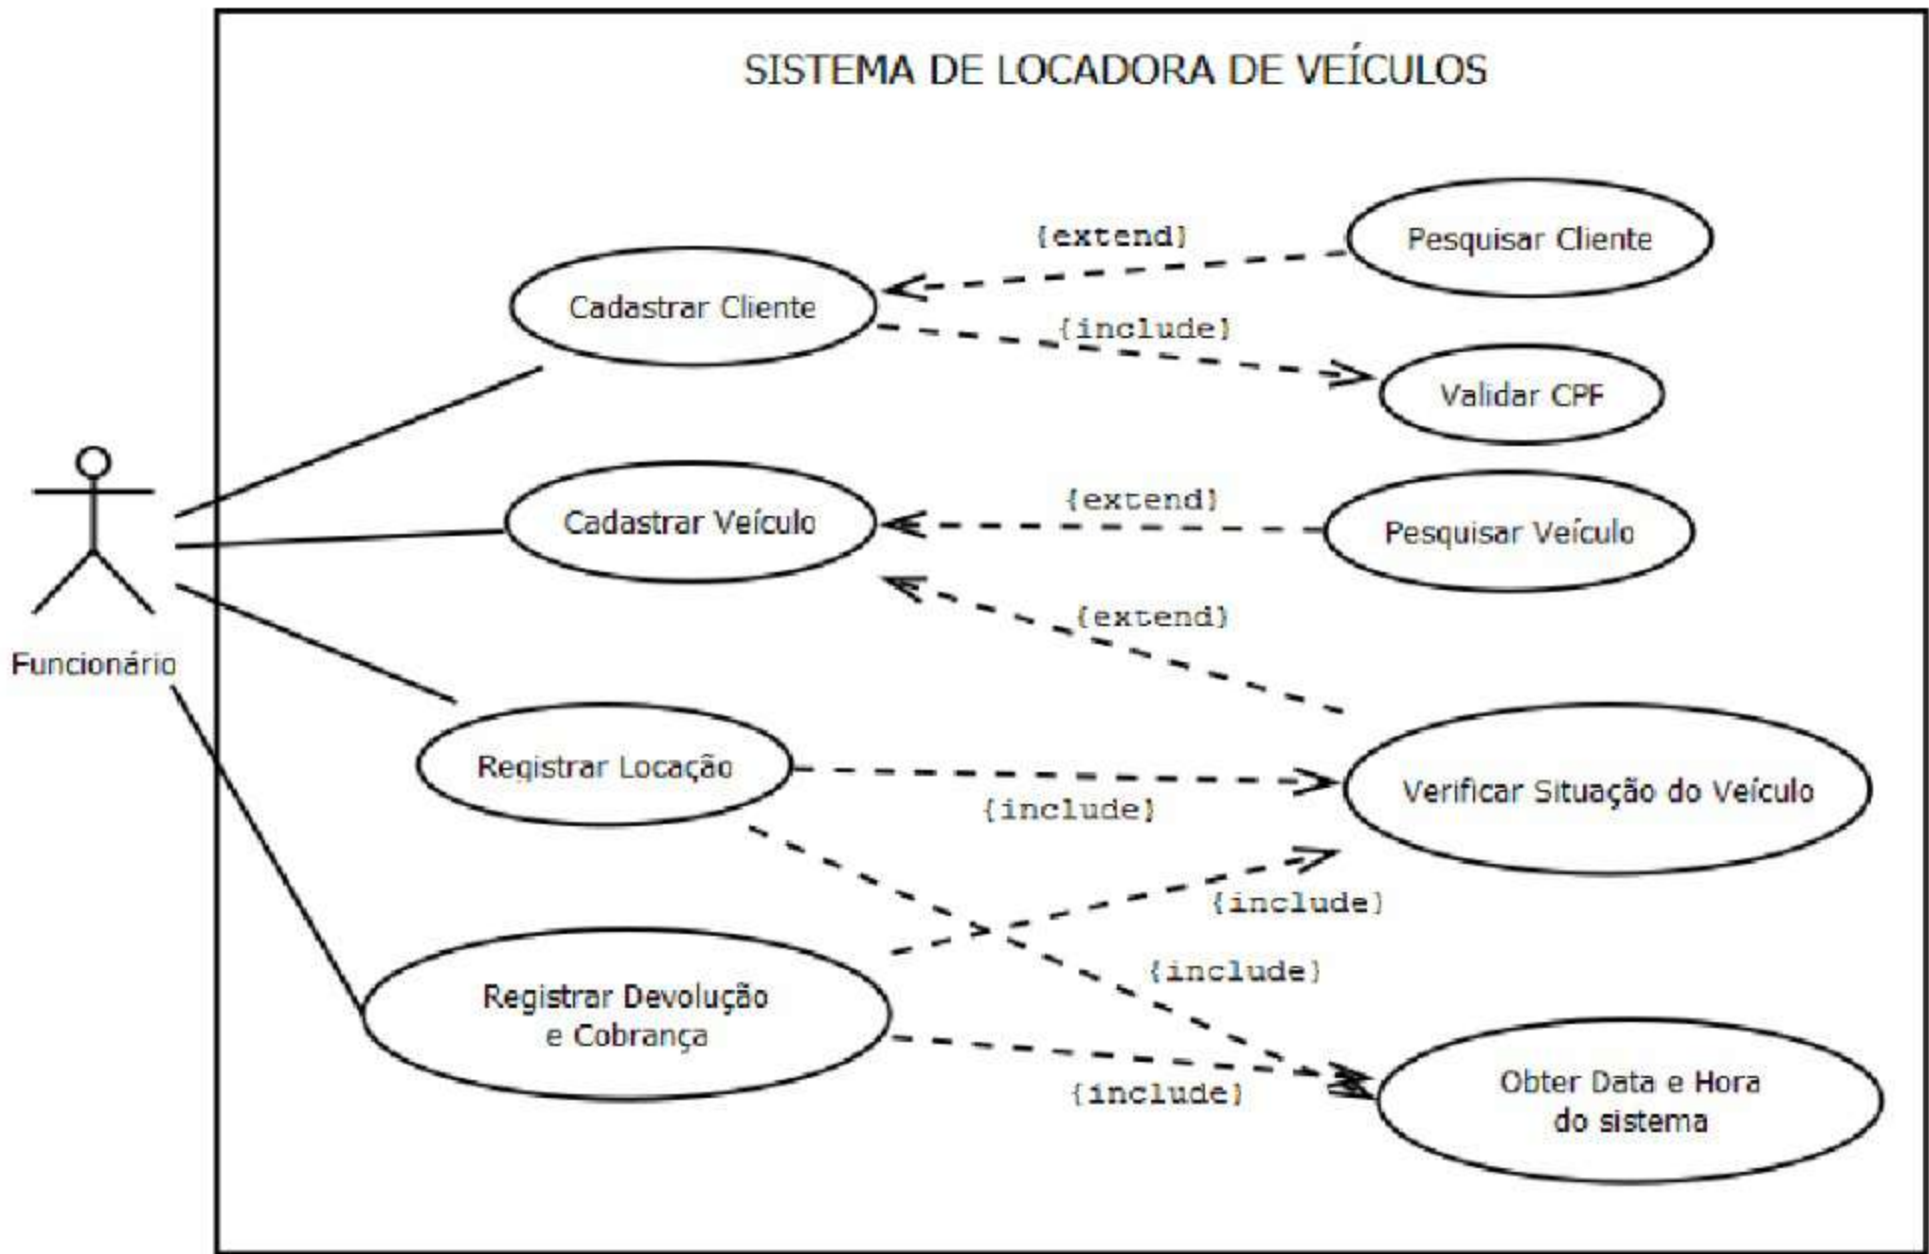 SISTEMA DE LOCADORA DE VEÍCULOS
{extend}
Pesquisar Cliente
Cadastrar Cliente
{include}
Validar CPF
{extend}
Cadastrar Veículo
Pesquisar Veículo
{extend}
Funcionário
Registrar Locação
Verificar Situação do Veículo
{include}
{include}
{include}
Registrar Devolução
e Cobrança
{include}
Obter Data e Hora
do sistema